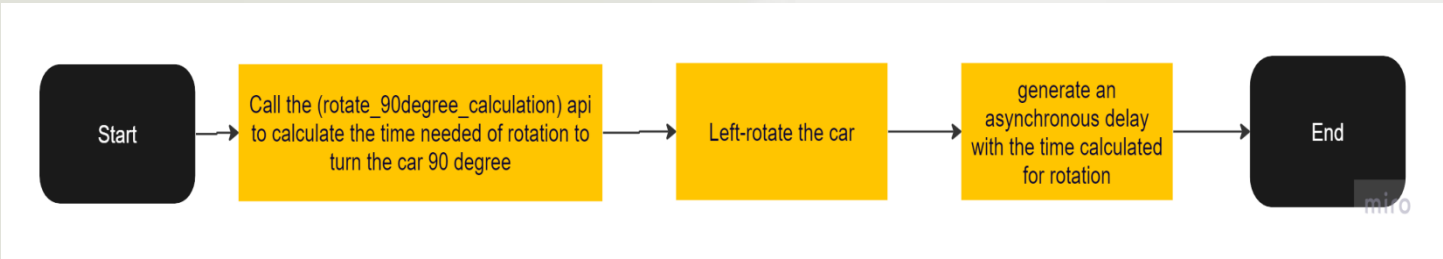 Start
Call the (rotate_90degree_calculation) api
to calculate the time needed of rotation to
turn the car 90 degree
Left-rotate the car
generate an
asynchronous delay
with the time calculated
for rotation
End
miro